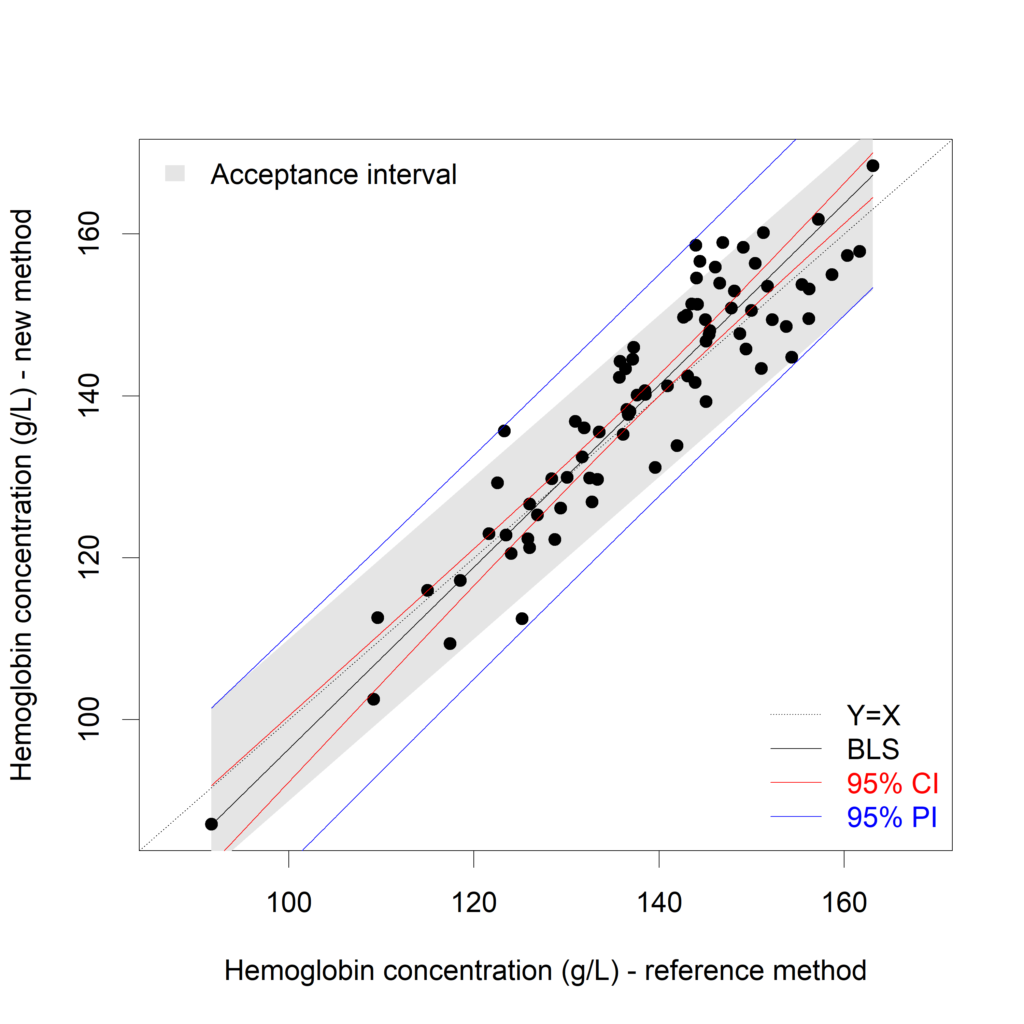 Acceptance interval
Hemoglobin concentration (g/L) - new method
160
140
120
100
Y=X
BLS
95% CI
95% PI
100 120 140 160
Hemoglobin concentration (g/L) - reference method